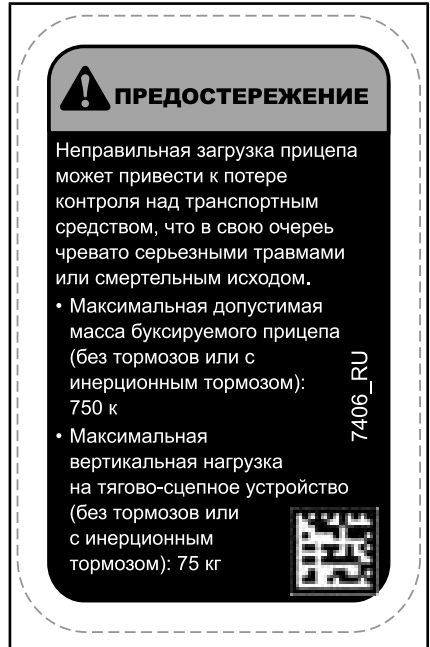 ПРЕДОСТЕРЕЖЕНИЕ
Неправильная загрузка прицепа
может привести к потере
контроля над транспортным
средством, что в свою очереь
чревато серьезными травмами
или смертельным исходом.
• Максимальная допустимая
масса буксируемого прицепа
(без тормозов или с
инерционным тормозом):
750 к
• Максимальная
вертикальная нагрузка
на тягово-сцепное устройство
(без тормозов или
с инерционным
тормозом): 75 кг
7406_RU